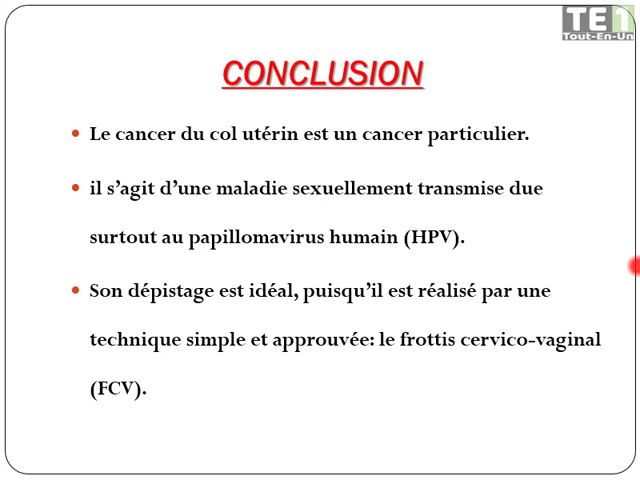 TE1
Tout-En-Un
CONCLUSION
• Le cancer du col utérin est un cancer particulier.
• il s’agit d’une maladie sexuellement transmise due
surtout au papillomavirus humain (HPV).
• Son dépistage est idéal, puisqu’il est réalisé par une
technique simple et approuvée: le frottis cervico-vaginal
(FCV).